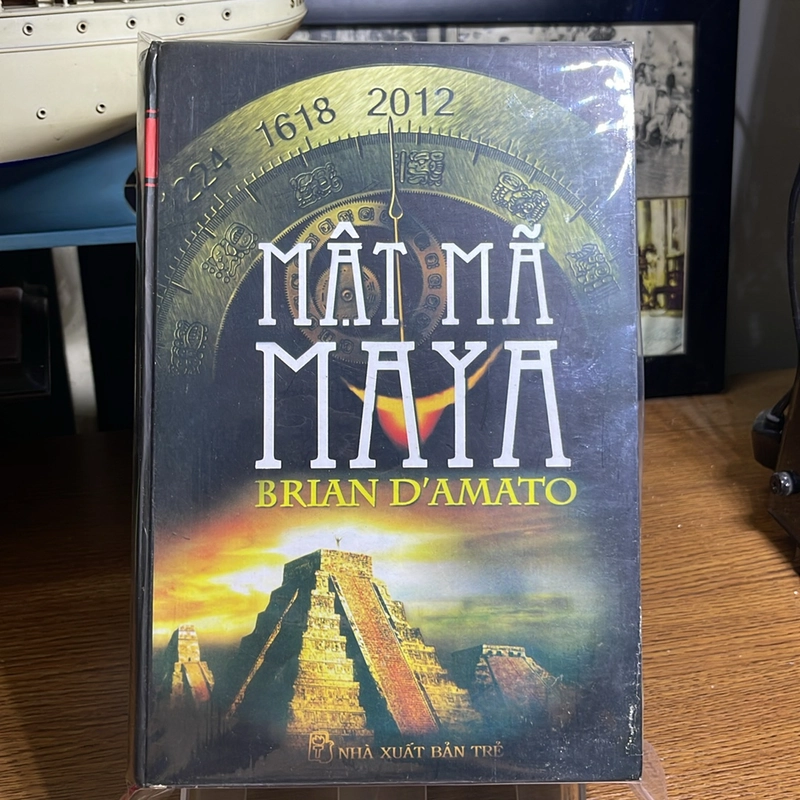 224 1618 2012
MẬT MÃ
MAYA
BRIAN D'AMATO
NHÀ XUẤT BẢN TRẺ